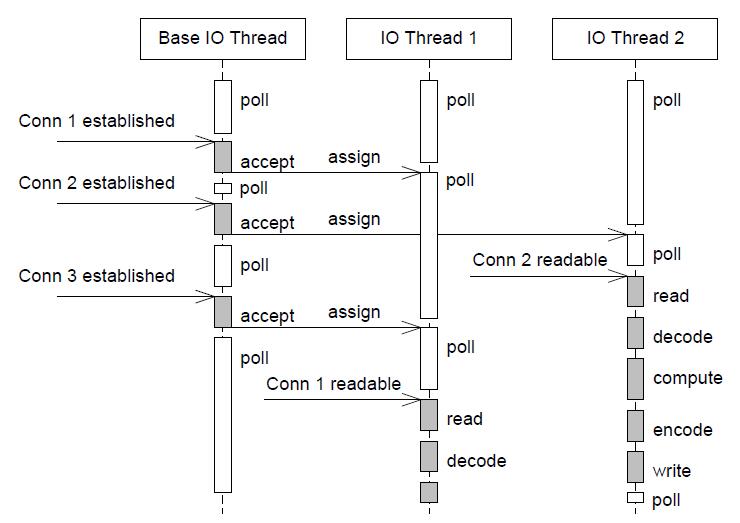 Base IO Thread
IO Thread 1
IO Thread 2
poll
poll
poll
Conn 1 established
accept
assign
poll
Conn 2 established
poll
accept
assign
poll
Conn 2 readable
poll
Conn 3 established
read
accept
assign
decode
poll
poll
Conn 1 readable
compute
read
encode
decode
write
poll